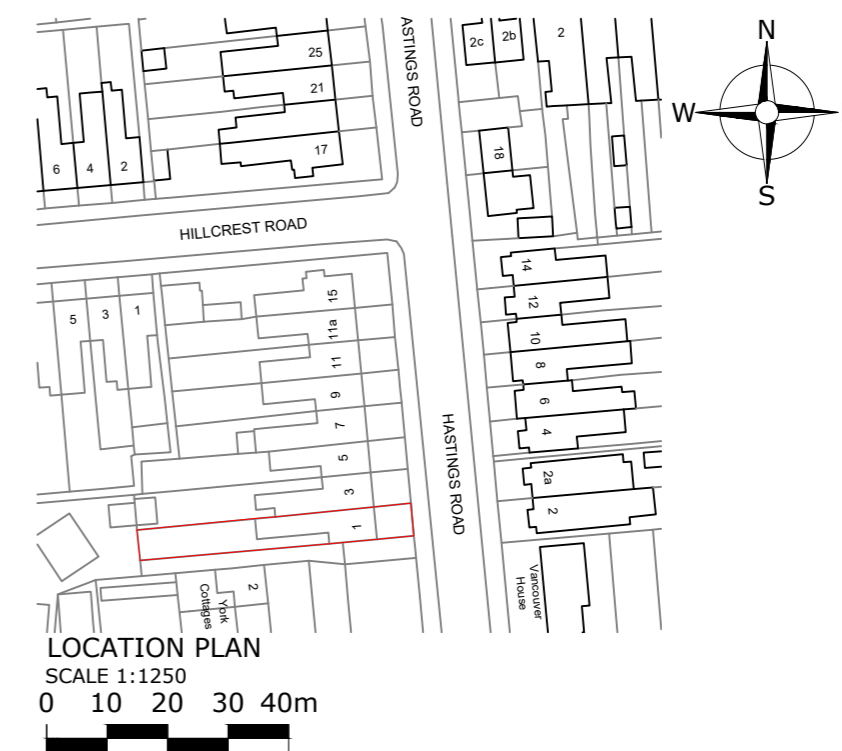 ASTINGS ROAD
2c
2b
2
25
21
17
18
6
4
2
N
W
S
HILLCREST ROAD
14
12
10
8
6
4
2a
2
5
3
1
15
11a
11
9
7
5
3
1
HASTINGS ROAD
2
York
Cottages
Vancouver
House
LOCATION PLAN
SCALE 1:1250
0 10 20 30 40m